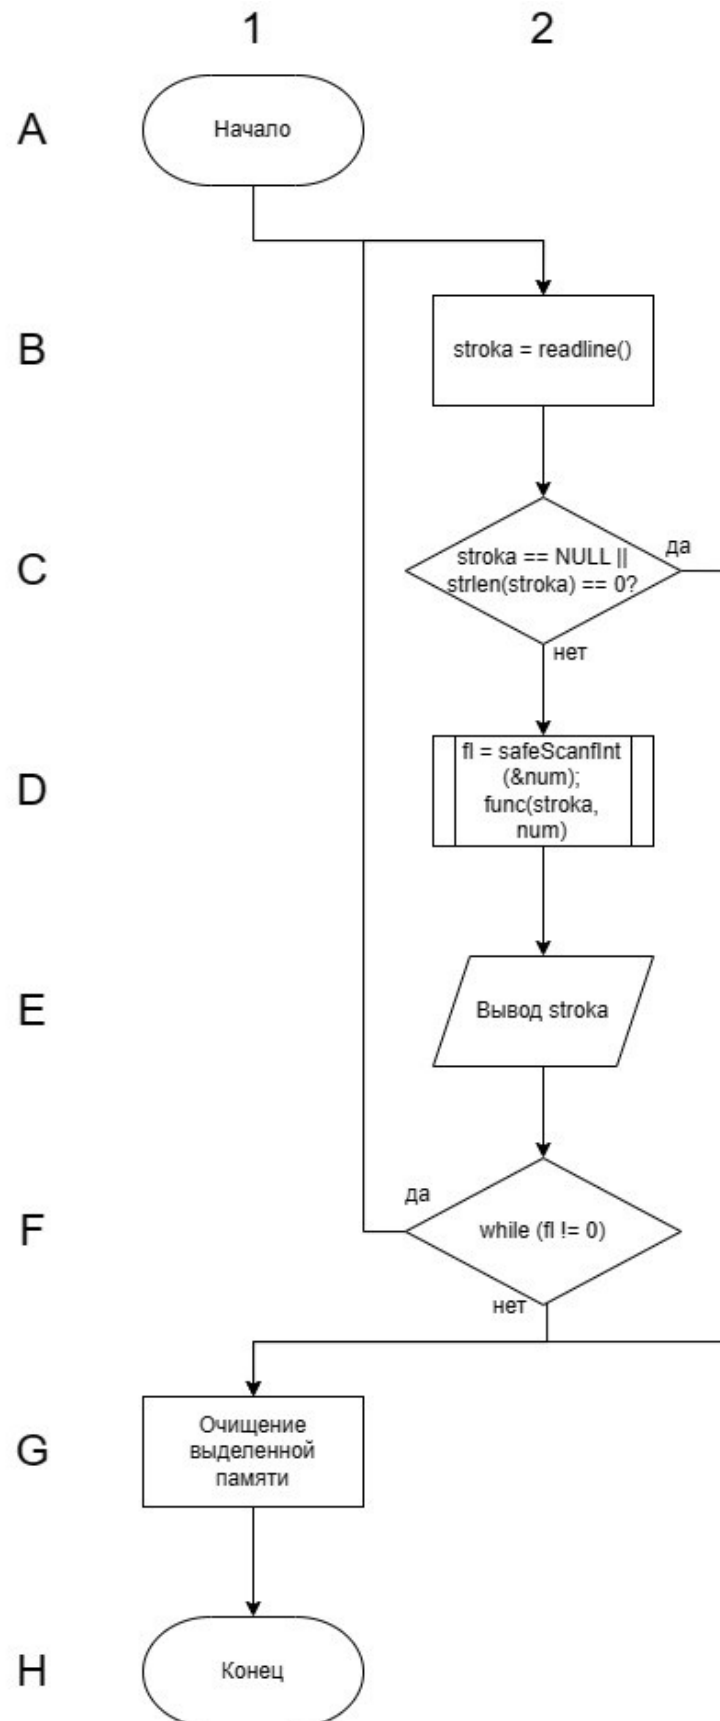 1
2
A
Начало
B
stroka = readline()
C
stroka == NULL ||
strlen(stroka) == 0?
да
нет
D
fl = safeScanfInt
(&num);
func(stroka,
num)
E
Вывод stroka
F
да
while (fl != 0)
нет
G
Очищение
выделенной
памяти
H
Конец